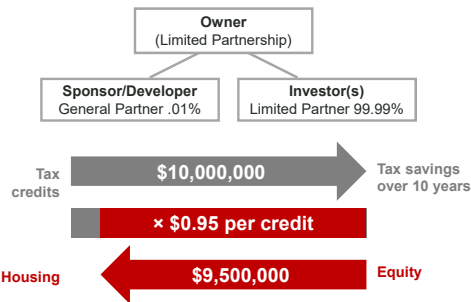 Owner
(Limited Partnership)
Sponsor/Developer
General Partner .01%
Investor(s)
Limited Partner 99.99%
Tax
credits
$10,000,000
Tax savings
over 10 years
× $0.95 per credit
Housing
$9,500,000
Equity